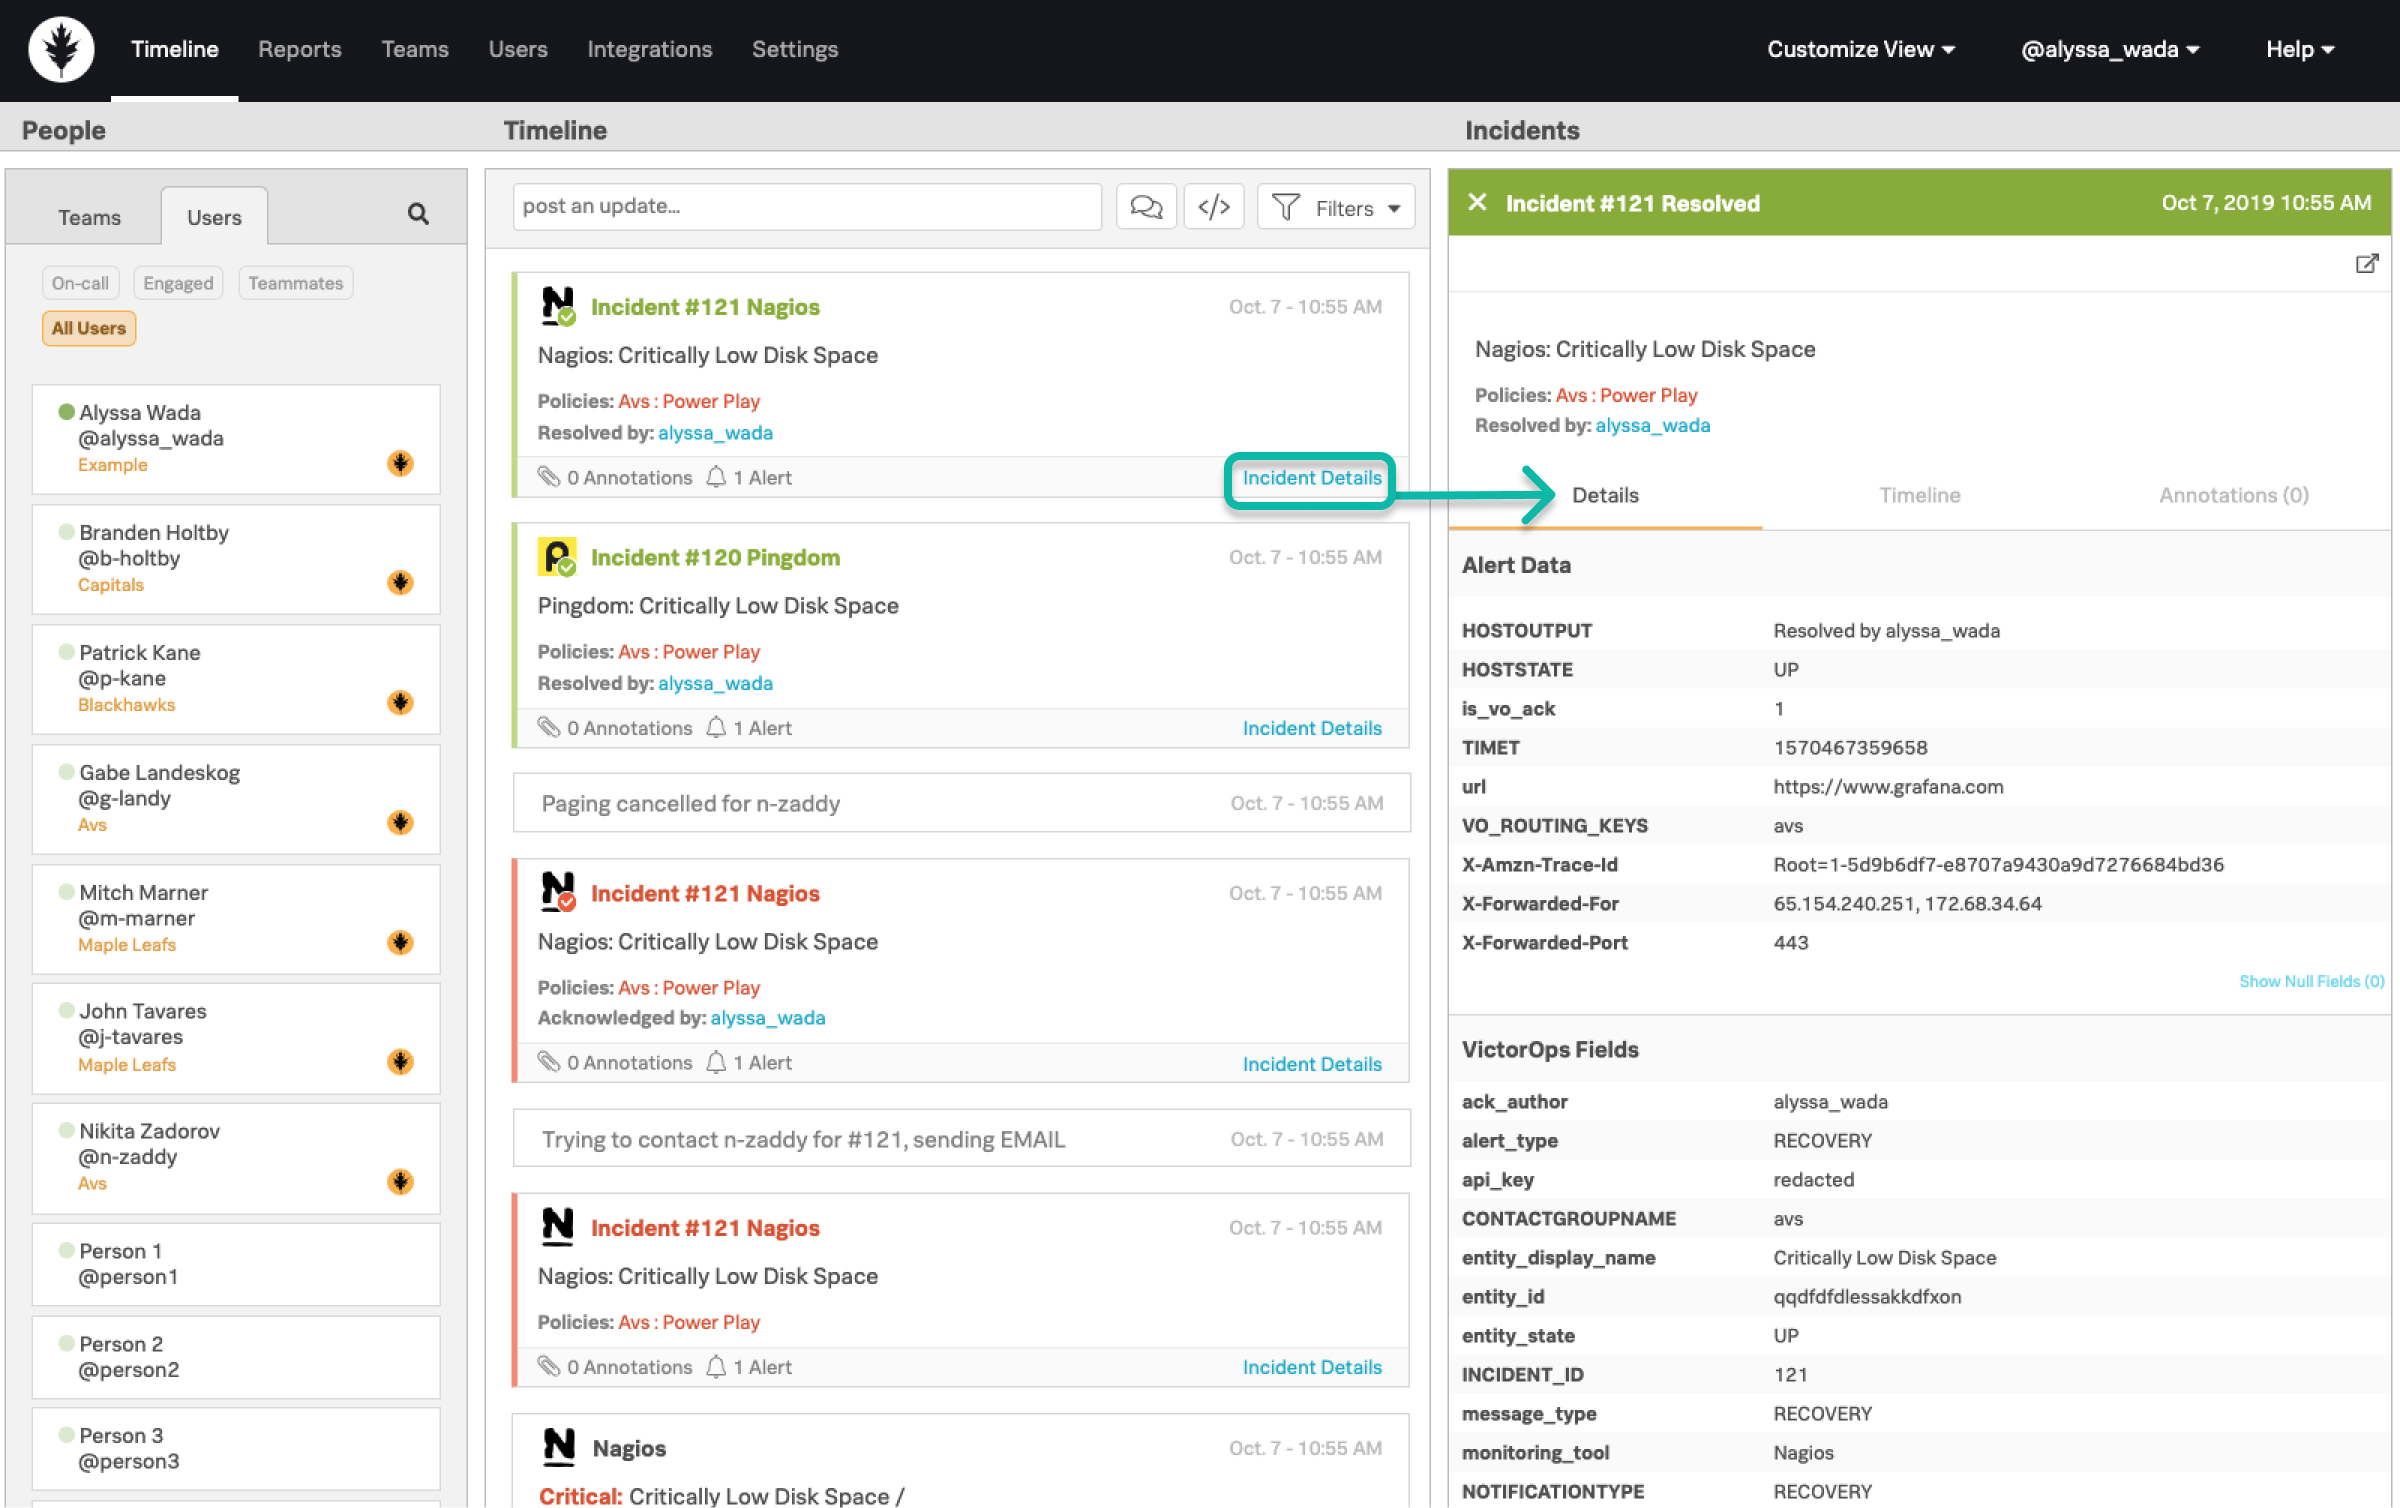 Timeline Reports Teams Users Integrations Settings Customize View @alyssa_wada Help
People Timeline Incidents
Teams Users
On-call Engaged Teammates
All Users
Alyssa Wada
@alyssa_wada
Example
Branden Holtby
@b-holtby
Capitals
Patrick Kane
@p-kane
Blackhawks
Gabe Landeskog
@g-landy
Avs
Mitch Marner
@m-marner
Maple Leafs
John Tavares
@j-tavares
Maple Leafs
Nikita Zadorov
@n-zaddy
Avs
Person 1
@person1
Person 2
@person2
Person 3
@person3
post an update... </> Filters
Incident #121 Nagios Oct. 7 - 10:55 AM
Nagios: Critically Low Disk Space
Policies: Avs : Power Play
Resolved by: alyssa_wada
0 Annotations 1 Alert Incident Details
Incident #120 Pingdom Oct. 7 - 10:55 AM
Pingdom: Critically Low Disk Space
Policies: Avs : Power Play
Resolved by: alyssa_wada
0 Annotations 1 Alert Incident Details
Paging cancelled for n-zaddy Oct. 7 - 10:55 AM
Incident #121 Nagios Oct. 7 - 10:55 AM
Nagios: Critically Low Disk Space
Policies: Avs : Power Play
Acknowledged by: alyssa_wada
0 Annotations 1 Alert Incident Details
Trying to contact n-zaddy for #121, sending EMAIL Oct. 7 - 10:55 AM
Incident #121 Nagios Oct. 7 - 10:55 AM
Nagios: Critically Low Disk Space
Policies: Avs : Power Play
0 Annotations 1 Alert Incident Details
Nagios Oct. 7 - 10:55 AM
Critical: Critically Low Disk Space /
Incident #121 Resolved Oct 7, 2019 10:55 AM
Nagios: Critically Low Disk Space
Policies: Avs : Power Play
Resolved by: alyssa_wada
Details Timeline Annotations (0)
Alert Data
HOSTOUTPUT Resolved by alyssa_wada
HOSTSTATE UP
is_vo_ack 1
TIMET 1570467359658
url https://www.grafana.com
VO_ROUTING_KEYS avs
X-Amzn-Trace-Id Root=1-5d9b6df7-e8707a9430a9d7276684bd36
X-Forwarded-For 65.154.240.251, 172.68.34.64
X-Forwarded-Port 443
Show Null Fields (0)
VictorOps Fields
ack_author alyssa_wada
alert_type RECOVERY
api_key redacted
CONTACTGROUPNAME avs
entity_display_name Critically Low Disk Space
entity_id qqdfdfdlessakkdfxon
entity_state UP
INCIDENT_ID 121
message_type RECOVERY
monitoring_tool Nagios
NOTIFICATIONTYPE RECOVERY